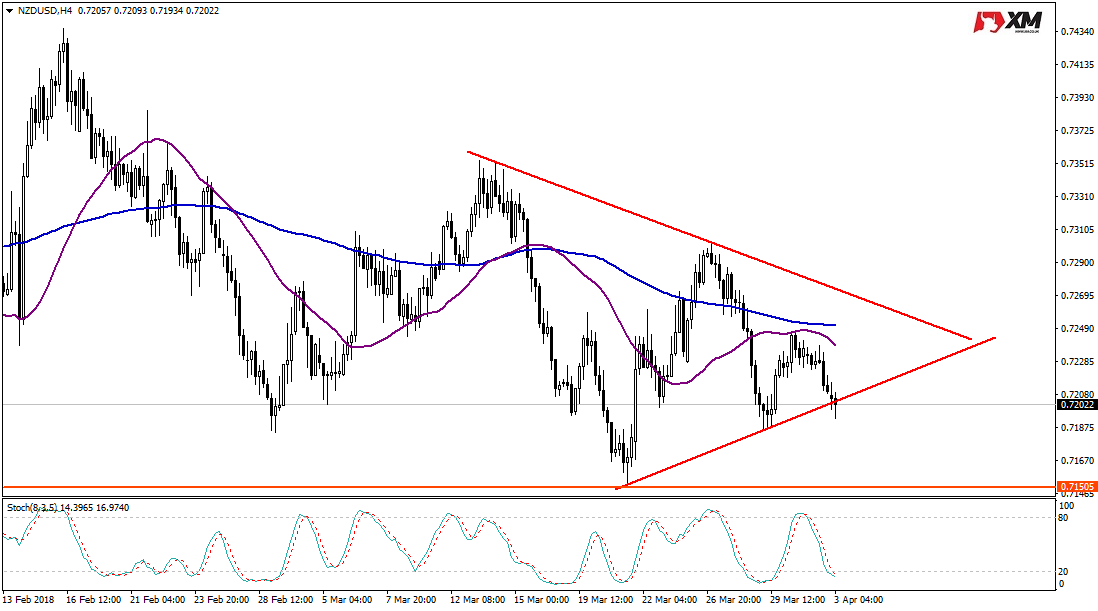 NZDUSD,H4 0.72057 0.72093 0.71934 0.72022
XM
0.74340
0.74135
0.73930
0.73725
0.73515
0.73310
0.73105
0.72900
0.72695
0.72490
0.72285
0.72080
0.72022
0.71875
0.71670
0.71505
0.71465
Stoch(8,3,5) 14.3965 16.9740
100
80
20
0
13 Feb 2018
16 Feb 12:00
21 Feb 04:00
23 Feb 20:00
28 Feb 12:00
5 Mar 04:00
7 Mar 20:00
12 Mar 08:00
15 Mar 00:00
19 Mar 12:00
22 Mar 04:00
26 Mar 20:00
29 Mar 12:00
3 Apr 04:00